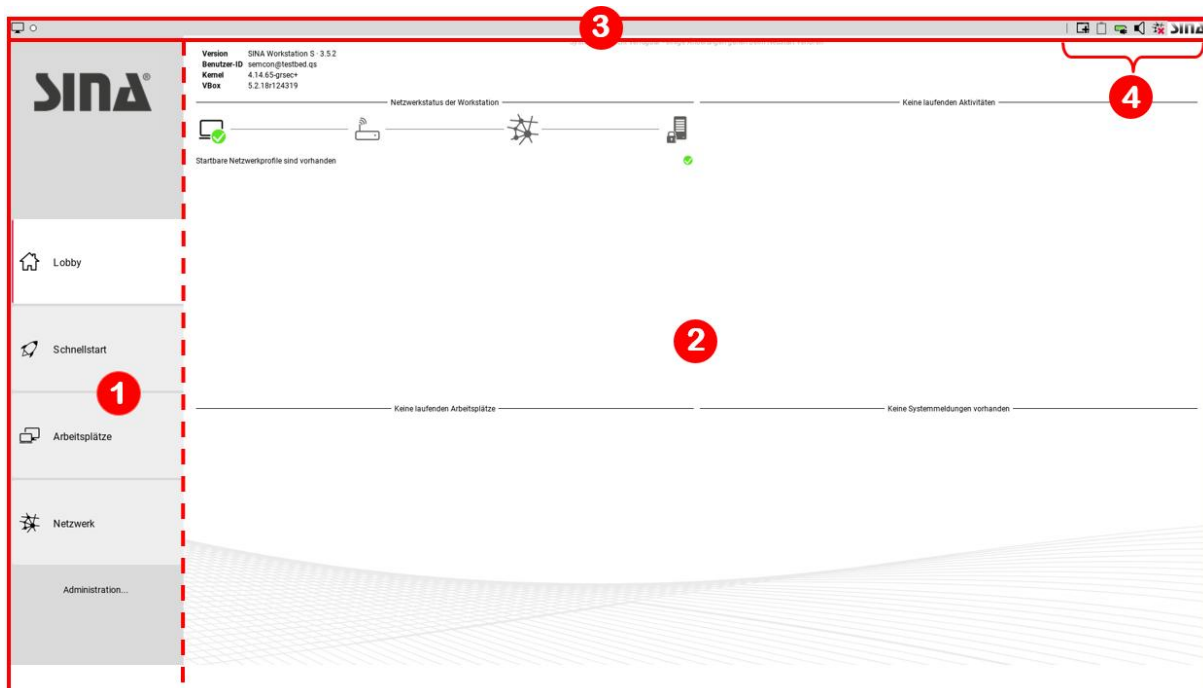 3
SINA
Version SINA Workstation S - 3.5.2
Benutzer-ID semcon@testbed.qs
Kernel 4.14.65-grsec+
VBox 5.2.18r124319
4
SINA®
Netzwerkstatus der Workstation
Keine laufenden Aktivitäten
Startbare Netzwerkprofile sind vorhanden
Lobby
Schnellstart
2
1
Keine laufenden Arbeitsplätze
Keine Systemmeldungen vorhanden
Arbeitsplätze
Netzwerk
Administration...